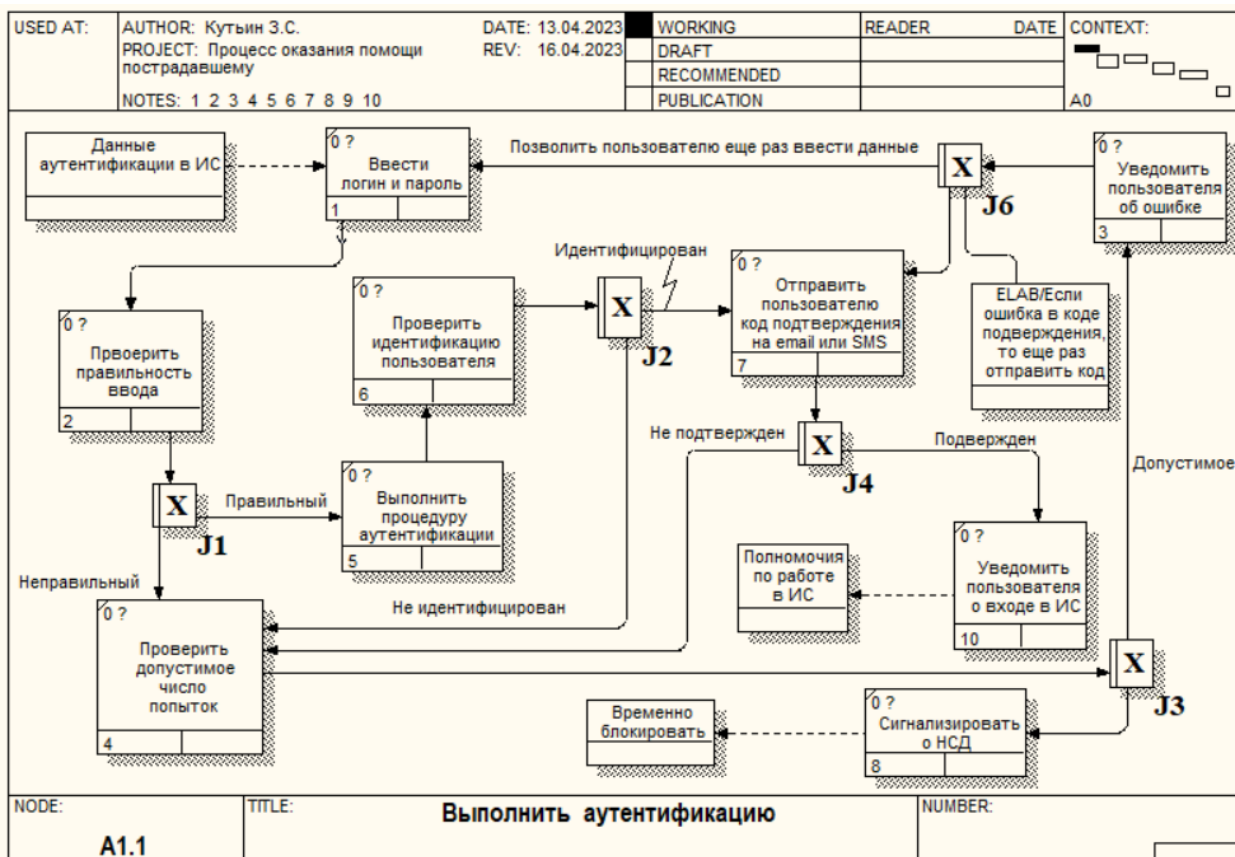 USED AT:
AUTHOR: Кутьин З.С.
DATE: 13.04.2023
PROJECT: Процесс оказания помощи
пострадавшему
REV: 16.04.2023
NOTES: 1 2 3 4 5 6 7 8 9 10
WORKING
DRAFT
RECOMMENDED
PUBLICATION
READER DATE
CONTEXT:
A0
Данные
аутентификации в ИС
0 ?
Ввести
логин и пароль
1
Позволить пользователю еще раз ввести данные
X
J6
0 ?
Уведомить
пользователя
об ошибке
3
0 ?
Првоерить
правильность
ввода
2
0 ?
Проверить
идентификацию
пользователя
6
X
J2
Идентифицирован
0 ?
Отправить
пользователю
код подтверждения
на email или SMS
7
ELAB/Если
ошибка в коде
подверждения,
то еще раз
отправить код
X
J1
Правильный
0 ?
Выполнить
процедуру
аутентификации
5
Не подтвержден
X
J4
Подвержден
Допустимое
Неправильный
0 ?
Проверить
допустимое
число
попыток
4
Не идентифицирован
Полномочия
по работе
в ИС
0 ?
Уведомить
пользователя
о входе в ИС
10
X
J3
Временно
блокировать
0 ?
Сигнализировать
о НСД
8
NODE:
A1.1
TITLE:
Выполнить аутентификацию
NUMBER: